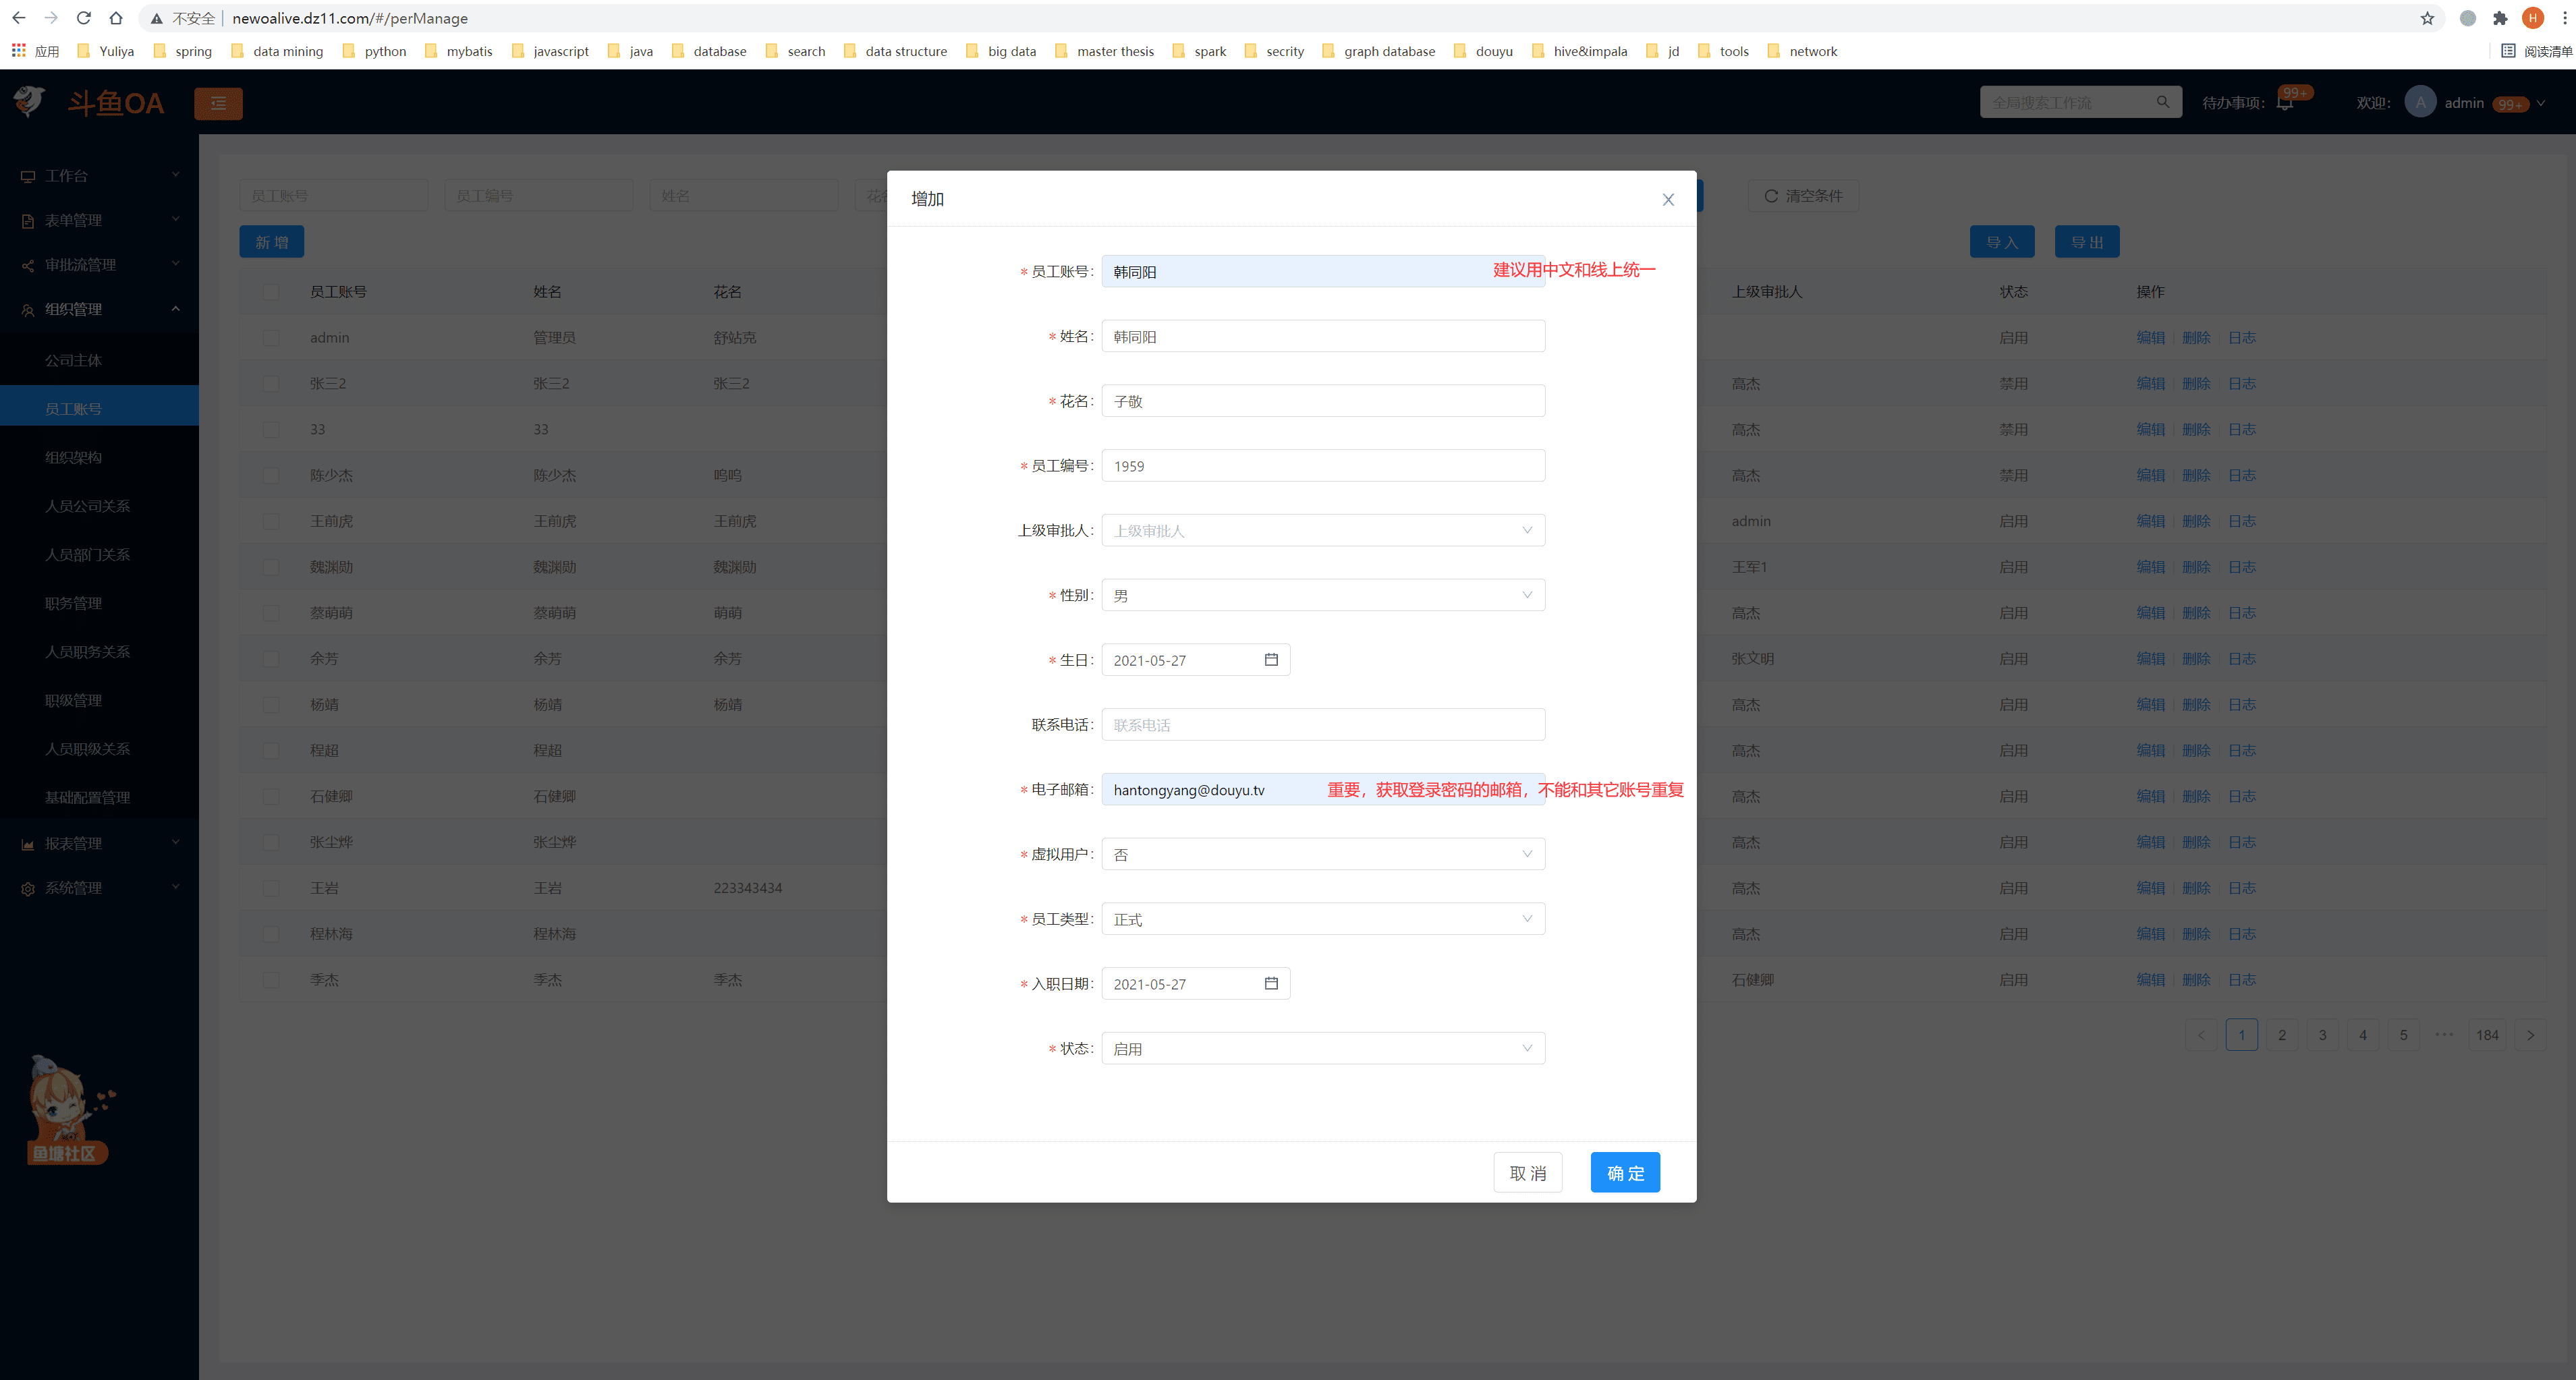 不安全 newoalive.dz11.com/#/perManage H
应用 Yuliya spring data mining python mybatis javascript java database search data structure big data master thesis spark secrity graph database douyu hive&impala jd tools network 阅读清单
斗鱼OA 全局搜索工作流 待办事项: 99+ 欢迎: A admin 99+
工作台
表单管理
审批流管理
组织管理
公司主体
员工账号
组织架构
人员公司关系
人员部门关系
职务管理
人员职务关系
职级管理
人员职级关系
基础配置管理
报表管理
系统管理
鱼塘社区
员工账号 员工编号 姓名 清空条件
新 增 导 入 导 出
员工账号 姓名 花名 上级审批人 状态 操作
admin 管理员 舒站克 启用 编辑 删除 日志
张三2 张三2 张三2 高杰 禁用 编辑 删除 日志
33 33 高杰 禁用 编辑 删除 日志
陈少杰 陈少杰 呜呜 高杰 禁用 编辑 删除 日志
王前虎 王前虎 王前虎 admin 启用 编辑 删除 日志
魏渊勋 魏渊勋 魏渊勋 王军1 启用 编辑 删除 日志
蔡萌萌 蔡萌萌 萌萌 高杰 启用 编辑 删除 日志
余芳 余芳 余芳 张文明 启用 编辑 删除 日志
杨靖 杨靖 杨靖 高杰 启用 编辑 删除 日志
程超 程超 高杰 启用 编辑 删除 日志
石健卿 石健卿 高杰 启用 编辑 删除 日志
张尘烨 张尘烨 高杰 启用 编辑 删除 日志
王岩 王岩 223343434 高杰 启用 编辑 删除 日志
程林海 程林海 高杰 启用 编辑 删除 日志
季杰 季杰 季杰 石健卿 启用 编辑 删除 日志
1 2 3 4 5 ••• 184
增加
* 员工账号: 韩同阳 建议用中文和线上统一
* 姓名: 韩同阳
* 花名: 子敬
* 员工编号: 1959
上级审批人: 上级审批人
* 性别: 男
* 生日: 2021-05-27
联系电话: 联系电话
* 电子邮箱: hantongyang@douyu.tv 重要，获取登录密码的邮箱，不能和其它账号重复
* 虚拟用户: 否
* 员工类型: 正式
* 入职日期: 2021-05-27
* 状态: 启用
取 消 确 定